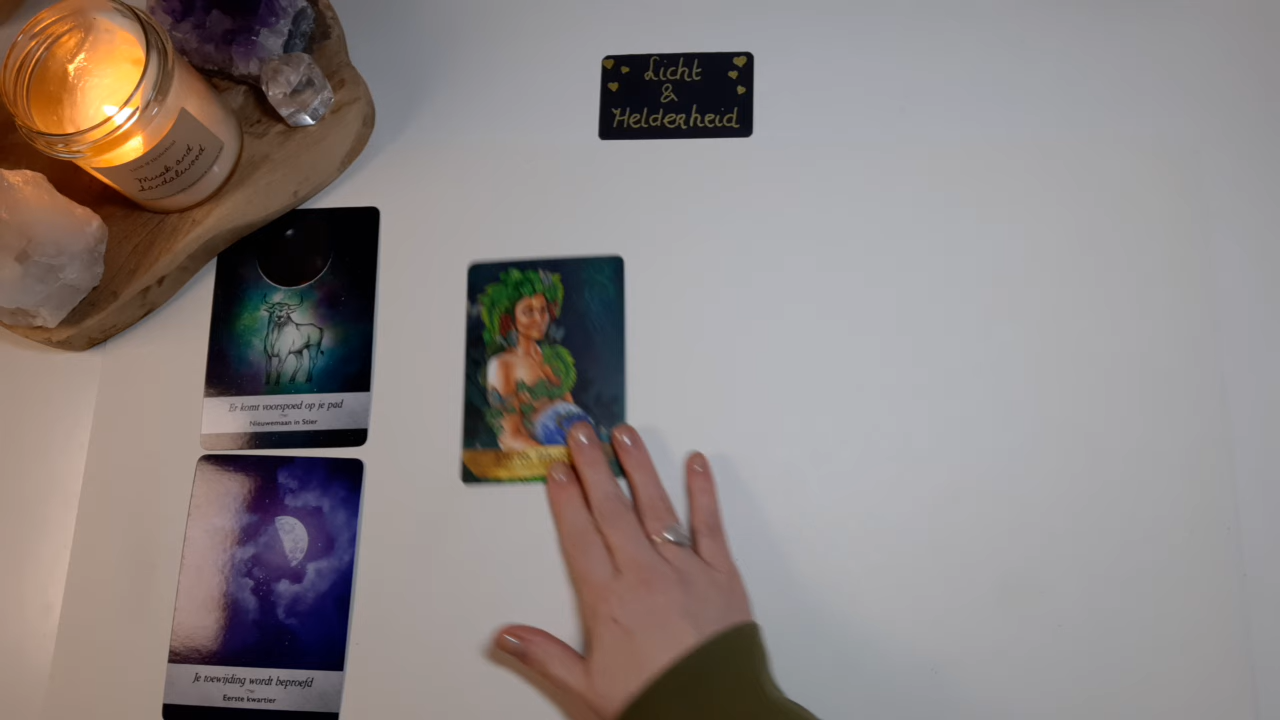 Licht
&
Helderheid
Musk and
Sandalwood
Er komt voorspoed op je pad
Nieuwemaan in Stier
Je toewijding wordt beproefd
Eerste kwartier